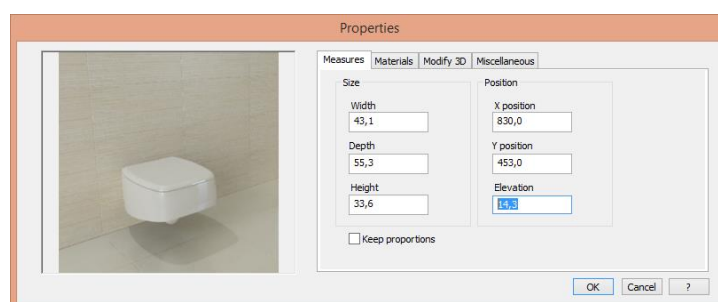 Properties
Measures Materials Modify 3D Miscellaneous
Size
Width
43,1
Depth
55,3
Height
33,6
Keep proportions
Position
X position
830,0
Y position
453,0
Elevation
14,3
OK Cancel ?